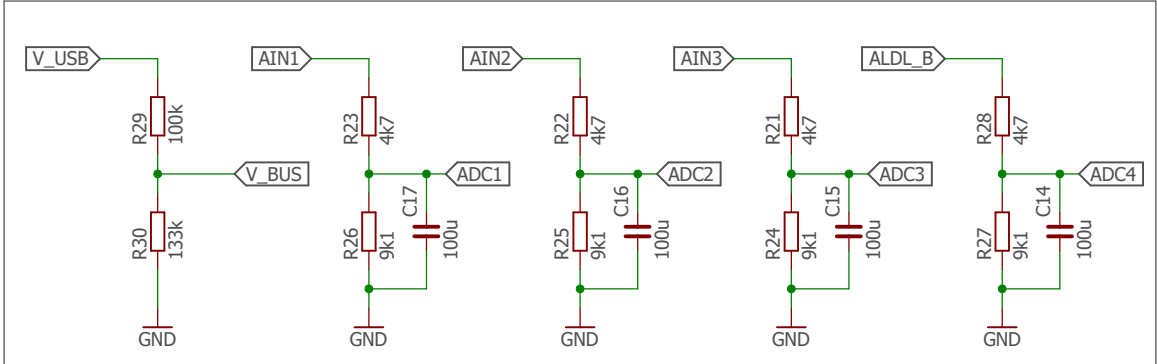 V_USB
R29
100k
V_BUS
R30
133k
GND
AIN1
R23
4k7
ADC1
R26
9k1
C17
100u
GND
AIN2
R22
4k7
ADC2
R25
9k1
C16
100u
GND
AIN3
R21
4k7
ADC3
R24
9k1
C15
100u
GND
ALDL_B
R28
4k7
ADC4
R27
9k1
C14
100u
GND